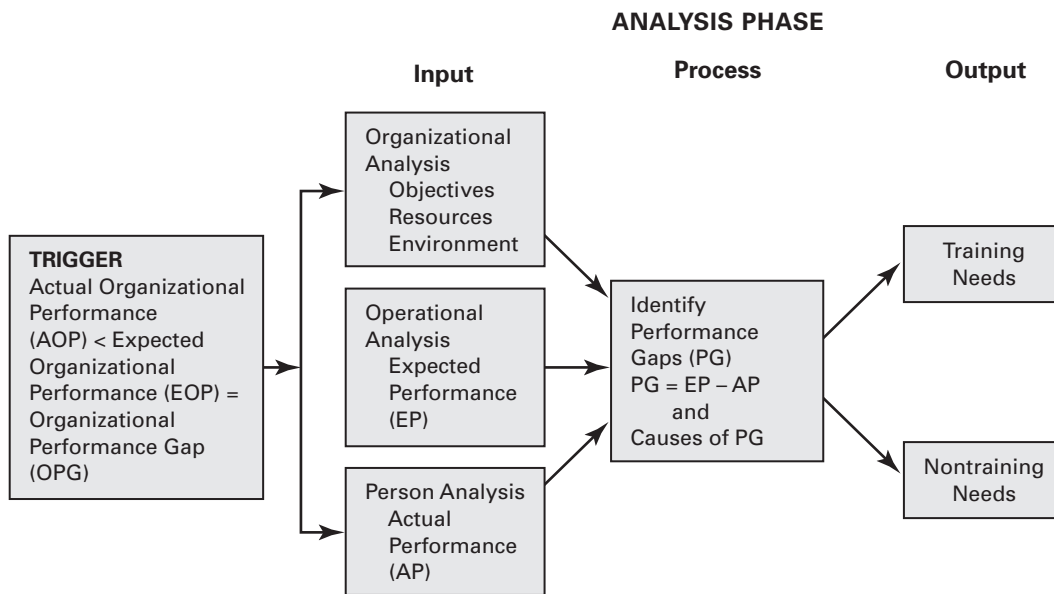 ANALYSIS PHASE
Input
Process
Output
TRIGGER
Actual Organizational
Performance
(AOP) < Expected
Organizational
Performance (EOP) =
Organizational
Performance Gap
(OPG)
Organizational
Analysis
Objectives
Resources
Environment
Operational
Analysis
Expected
Performance
(EP)
Person Analysis
Actual
Performance
(AP)
Identify
Performance
Gaps (PG)
PG = EP – AP
and
Causes of PG
Training
Needs
Nontraining
Needs